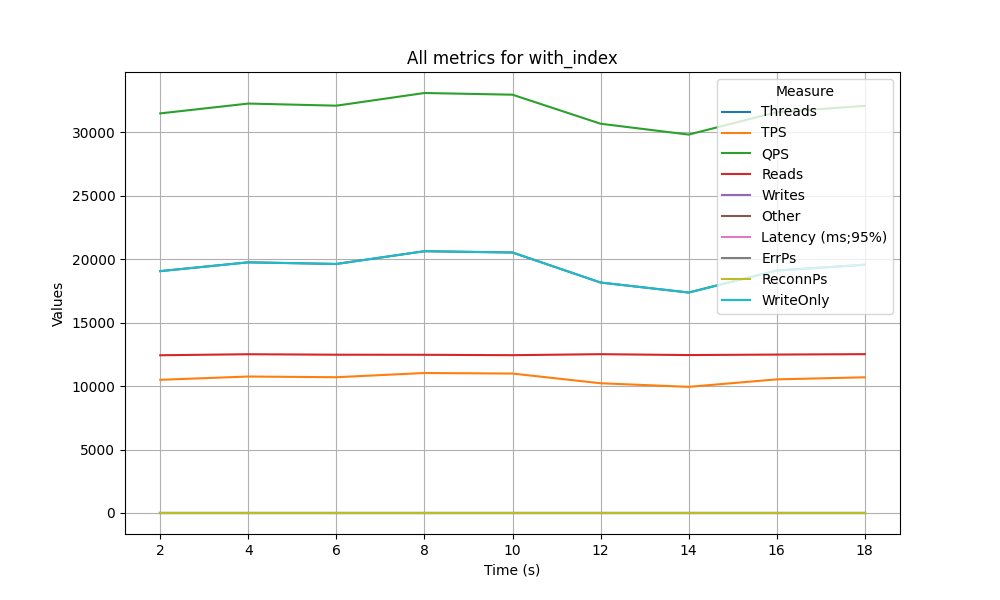 All metrics for with_index
Measure
Threads
TPS
QPS
Reads
Writes
Other
Latency (ms;95%)
ErrPs
ReconnPs
WriteOnly
Values
30000
25000
20000
15000
10000
5000
0
2 4 6 8 10 12 14 16 18
Time (s)